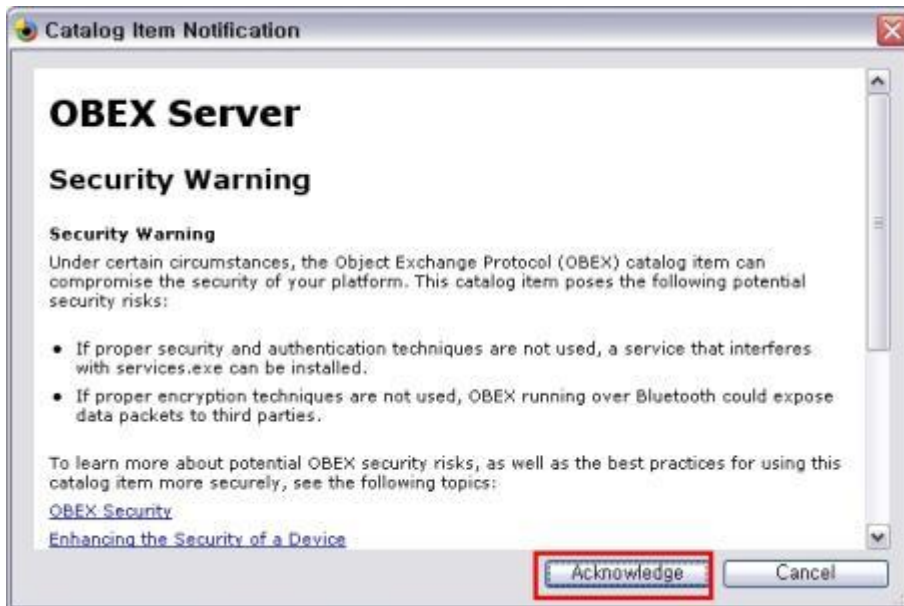 Catalog Item Notification
OBEX Server
Security Warning
Security Warning
Under certain circumstances, the Object Exchange Protocol (OBEX) catalog item can
compromise the security of your platform. This catalog item poses the following potential
security risks:
• If proper security and authentication techniques are not used, a service that interferes
with services.exe can be installed.
• If proper encryption techniques are not used, OBEX running over Bluetooth could expose
data packets to third parties.
To learn more about potential OBEX security risks, as well as the best practices for using this
catalog item more securely, see the following topics:
OBEX Security
Enhancing the Security of a Device
Acknowledge
Cancel